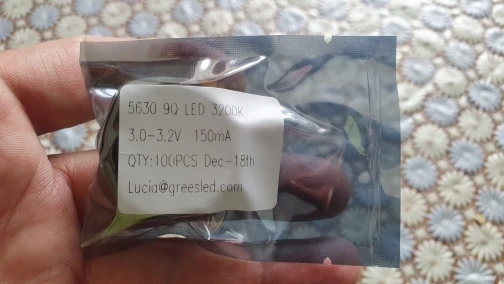 5630 9Q LED 3200k
3.0-3.2V 150mA
QTY:100PCS Dec-18th
Lucia@greesled.com